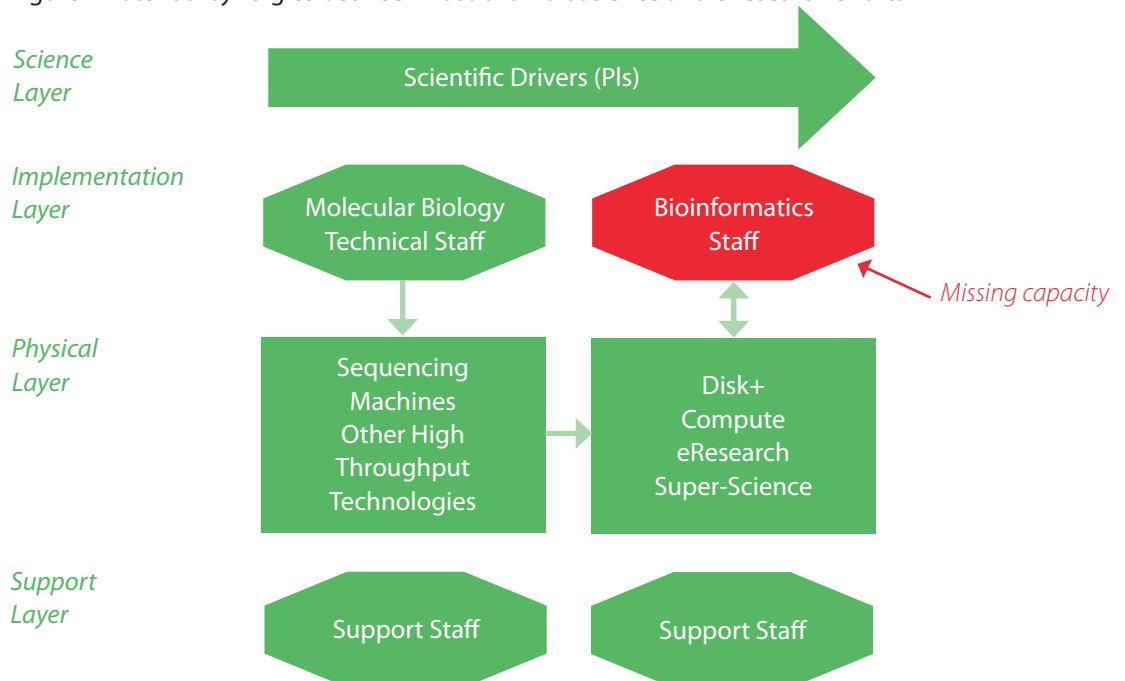 Science
Layer
Scientific Drivers (PIs)
Implementation
Layer
Molecular Biology
Technical Staff
Bioinformatics
Staff
Missing capacity
Physical
Layer
Sequencing
Machines
Other High
Throughput
Technologies
Disk+
Compute
eResearch
Super-Science
Support
Layer
Support Staff
Support Staff